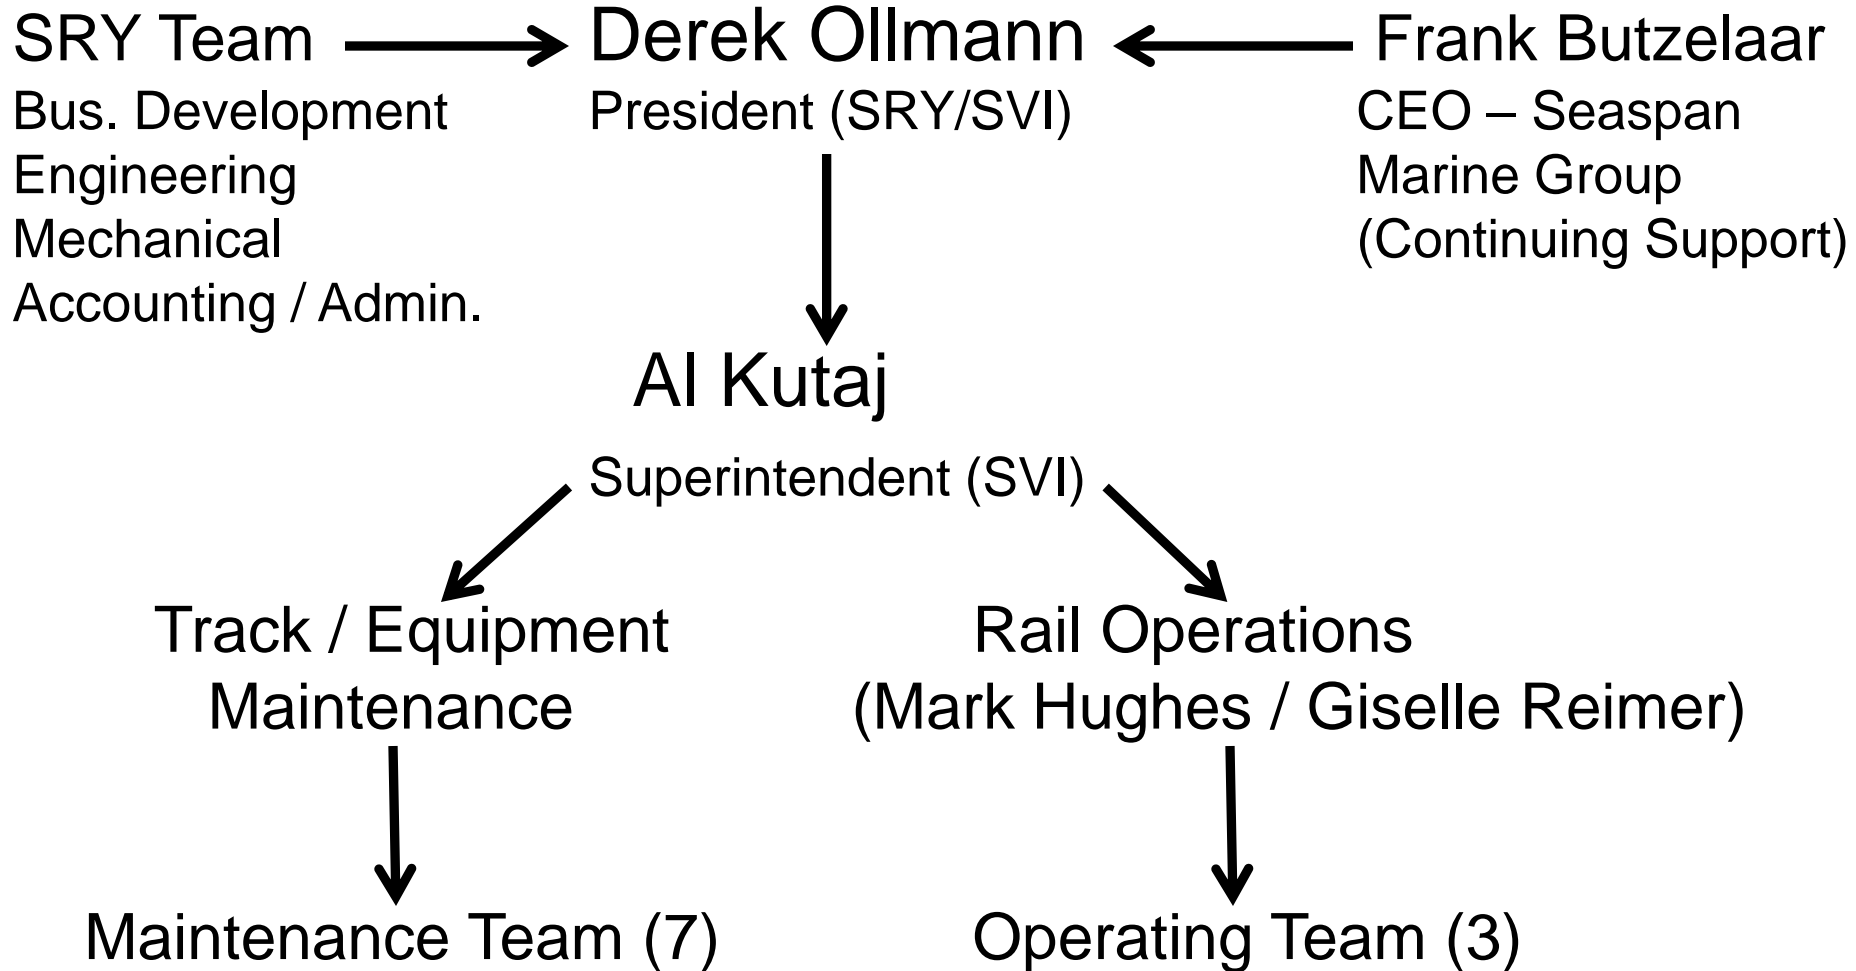 SRY Team
Bus. Development
Engineering
Mechanical
Accounting / Admin.
Derek Ollmann
President (SRY/SVI)
Frank Butzelaar
CEO – Seaspan
Marine Group
(Continuing Support)
Al Kutaj
Superintendent (SVI)
Track / Equipment
Maintenance
Rail Operations
(Mark Hughes / Giselle Reimer)
Maintenance Team (7)
Operating Team (3)